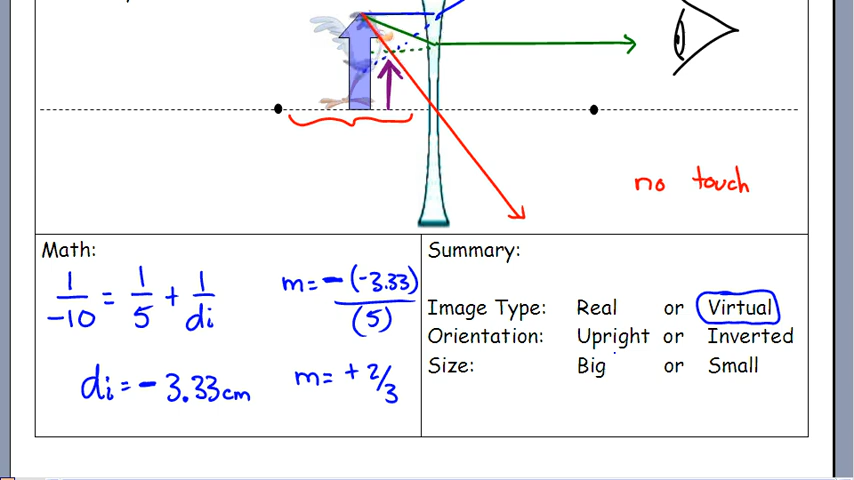 no touch
Math:
1/-10 = 1/5 + 1/di
m = -(-3.33)/(5)
di = -3.33cm
m = +2/3
Summary:
Image Type: Real or Virtual
Orientation: Upright or Inverted
Size: Big or Small